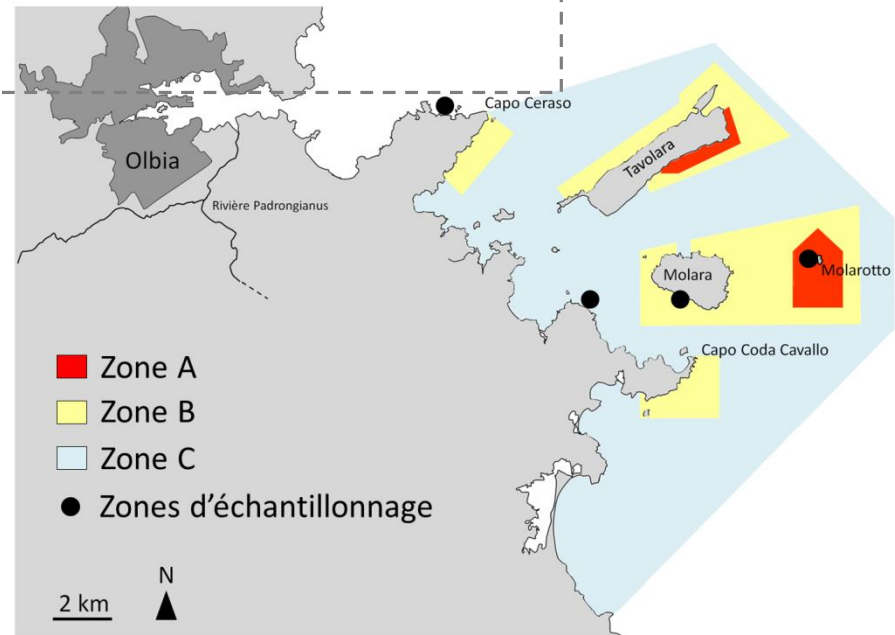 Capo Ceraso
Olbia
Tavolara
Rivière Padrongianus
Molara
Molarotto
Capo Coda Cavallo
Zone A
Zone B
Zone C
Zones d'échantillonnage
N
2 km